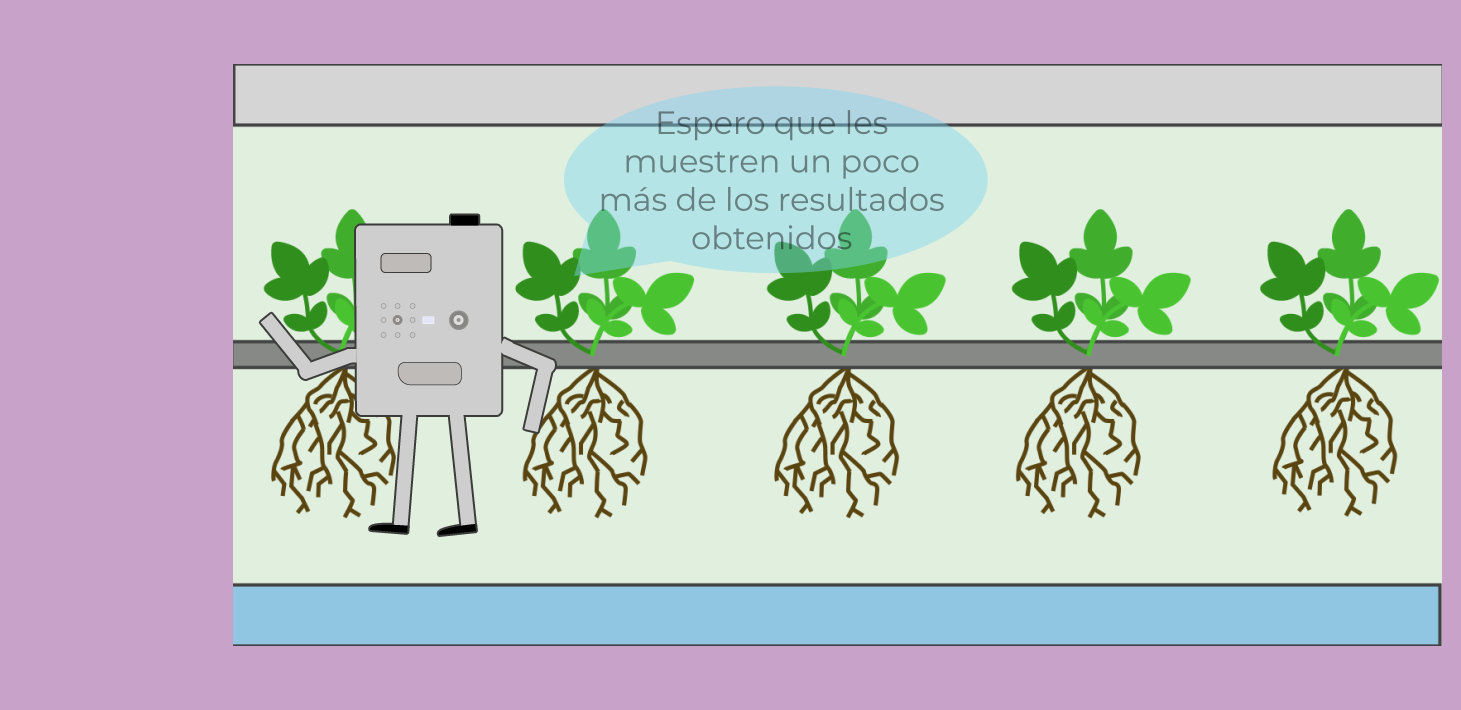 Espero que les
muestren un poco
más de los resultados
obtenidos